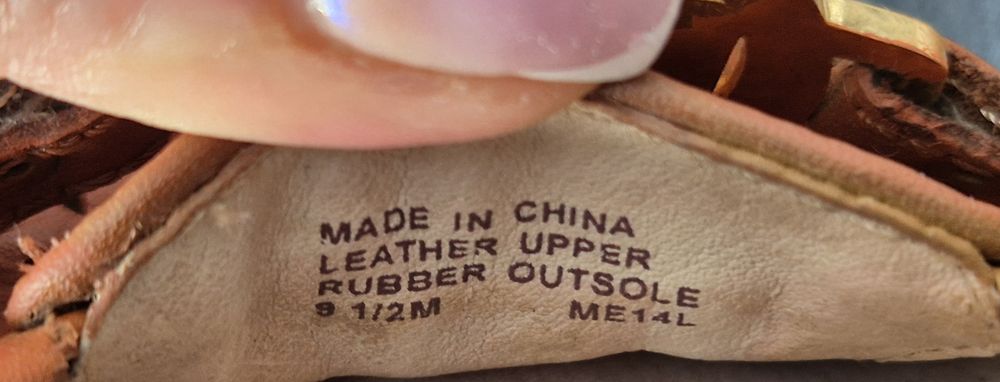 MADE IN CHINA
LEATHER UPPER
RUBBER OUTSOLE
9 1/2M ME14L